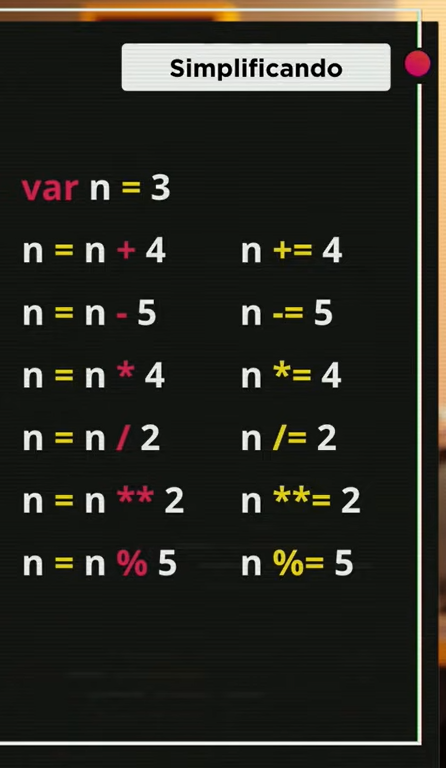 Simplificando
var n = 3
n = n + 4 n += 4
n = n - 5 n -= 5
n = n * 4 n *= 4
n = n / 2 n /= 2
n = n ** 2 n **= 2
n = n % 5 n %= 5